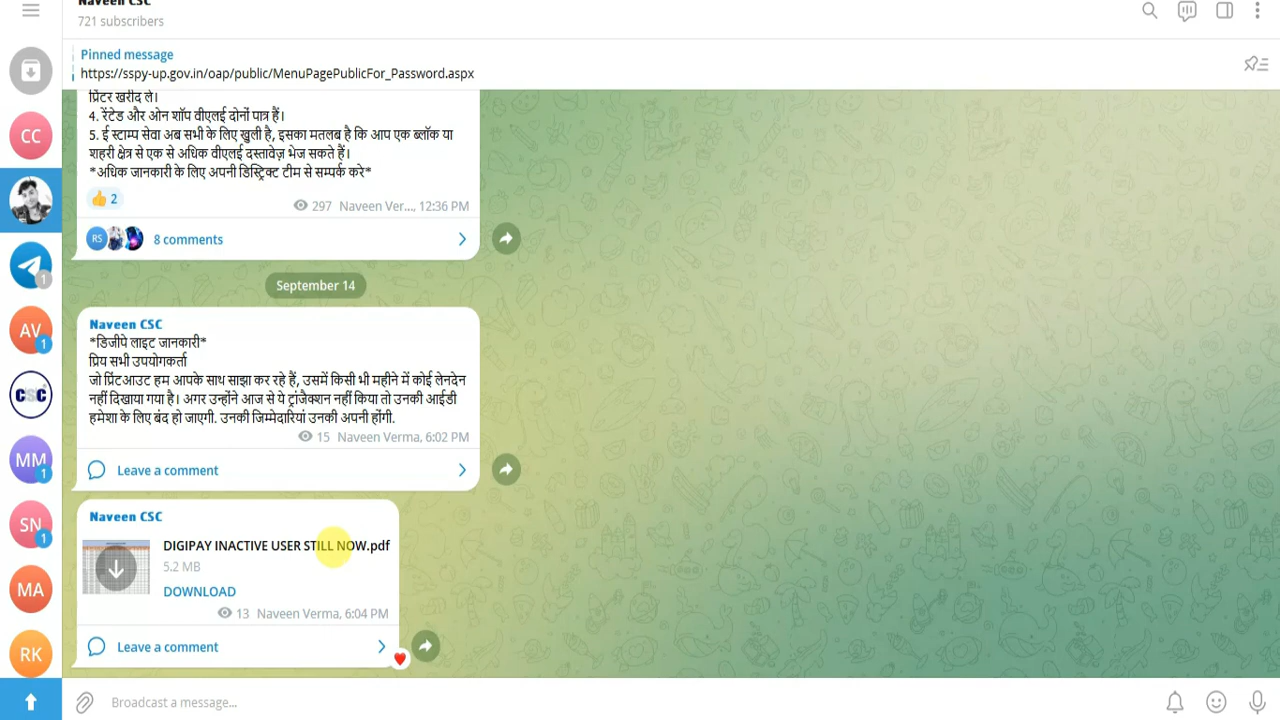 Naveen CSC
721 subscribers
Pinned message
https://sspy-up.gov.in/oap/public/MenuPagePublicFor_Password.aspx
प्रिंटर खरीद ले।
4. रेंटेड और ओन शॉप वीएलई दोनों पात्र हैं।
5. ई स्टाम्प सेवा अब सभी के लिए खुली है, इसका मतलब है कि आप एक ब्लॉक या
शहरी क्षेत्र से एक से अधिक वीएलई दस्तावेज़ भेज सकते हैं।
*अधिक जानकारी के लिए अपनी डिस्ट्रिक्ट टीम से सम्पर्क करे*
2
297 Naveen Ver..., 12:36 PM
RS
8 comments
September 14
Naveen CSC
*डिजीपे लाइट जानकारी*
प्रिय सभी उपयोगकर्ता
जो प्रिंटआउट हम आपके साथ साझा कर रहे हैं, उसमें किसी भी महीने में कोई लेनदेन
नहीं दिखाया गया है। अगर उन्होंने आज से ये ट्रांजैक्शन नहीं किया तो उनकी आईडी
हमेशा के लिए बंद हो जाएगी. उनकी जिम्मेदारियां उनकी अपनी होंगी.
15 Naveen Verma, 6:02 PM
Leave a comment
Naveen CSC
DIGIPAY INACTIVE USER STILL NOW.pdf
5.2 MB
DOWNLOAD
13 Naveen Verma, 6:04 PM
Leave a comment
Broadcast a message...
CC
1
AV
1
CSC
MM
1
SN
1
MA
RK